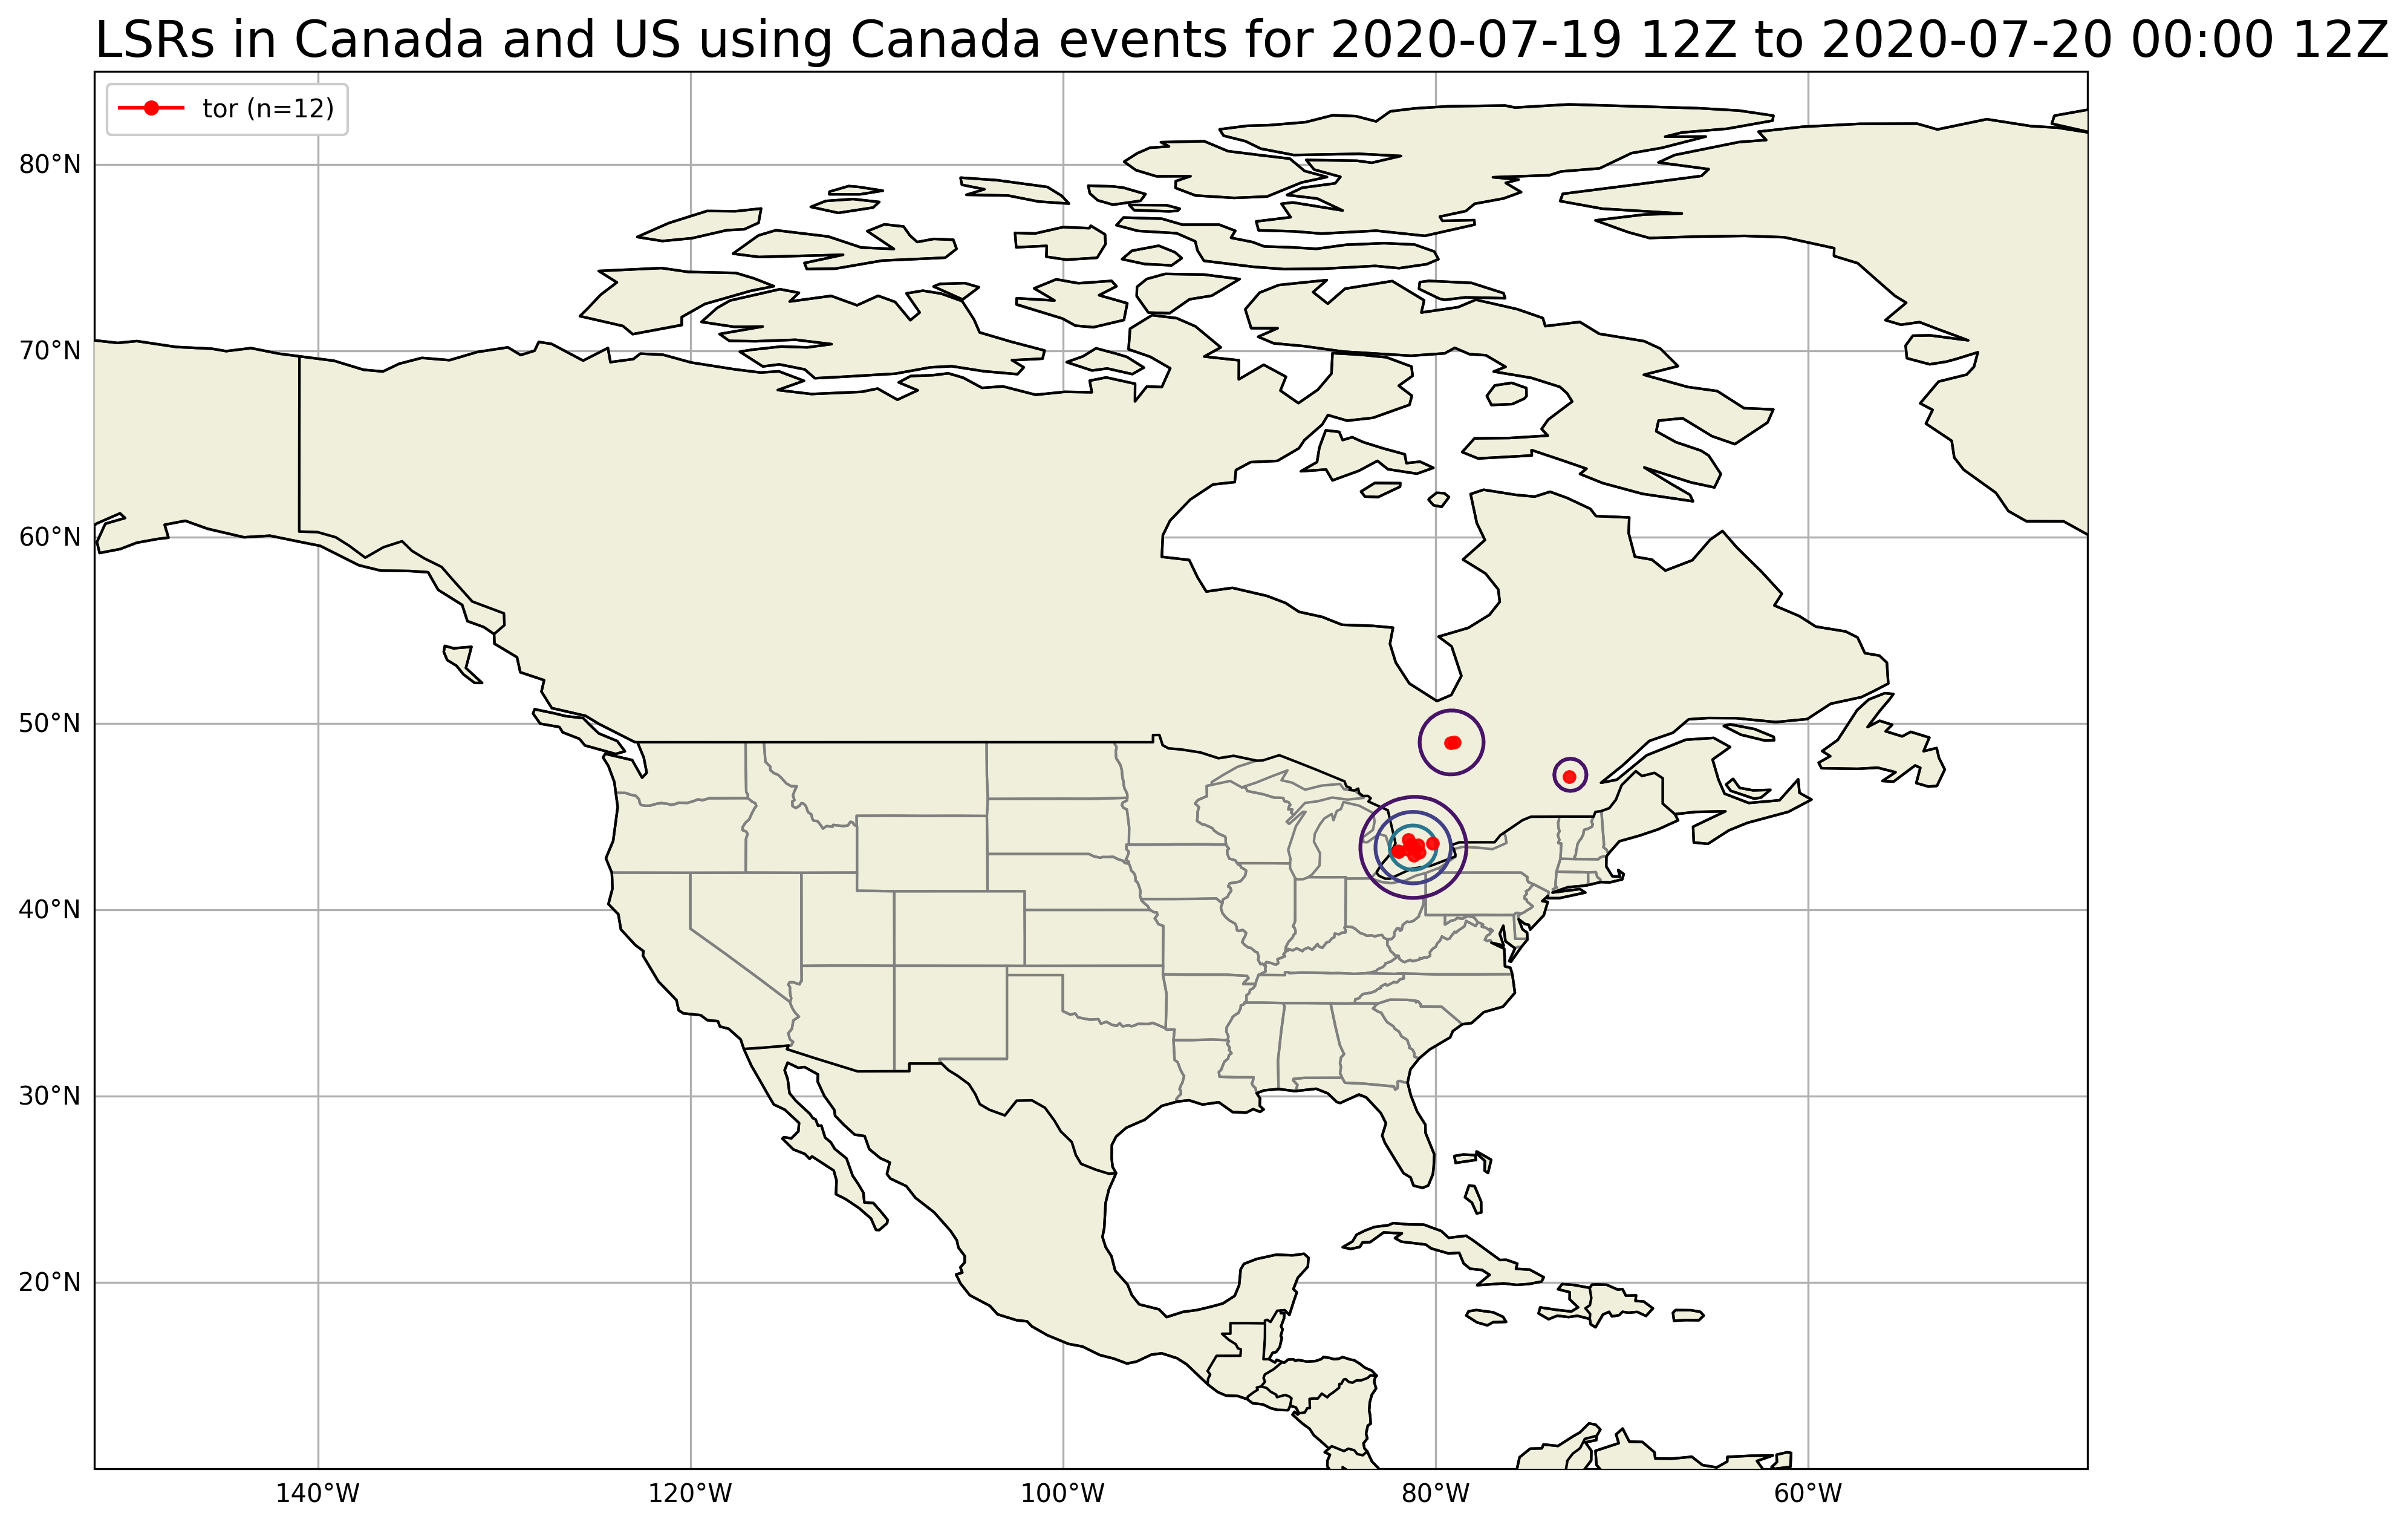 LSRs in Canada and US using Canada events for 2020-07-19 12Z to 2020-07-20 00:00 12Z
tor (n=12)
80°N
70°N
60°N
50°N
40°N
30°N
20°N
140°W
120°W
100°W
80°W
60°W